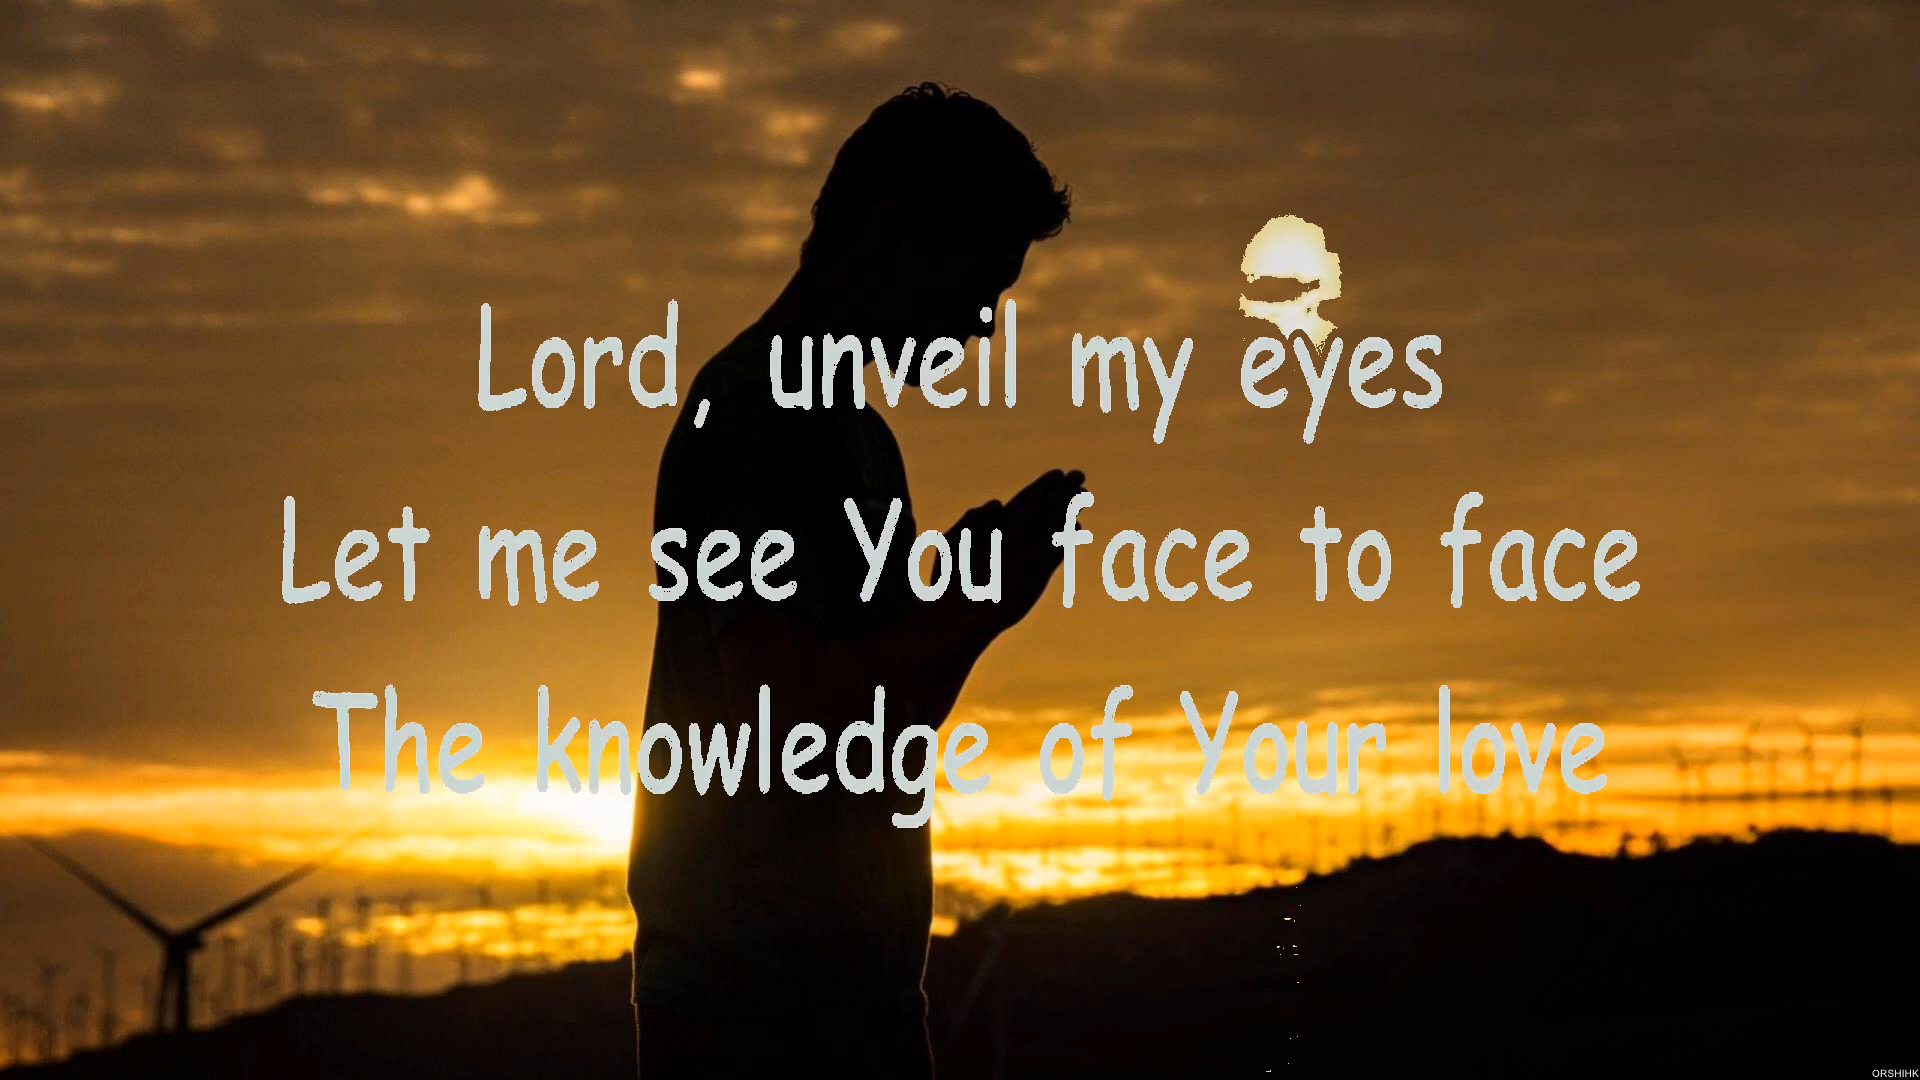 Lord, unveil my eyes
Let me see You face to face
The knowledge of Your love
ORSHIHK